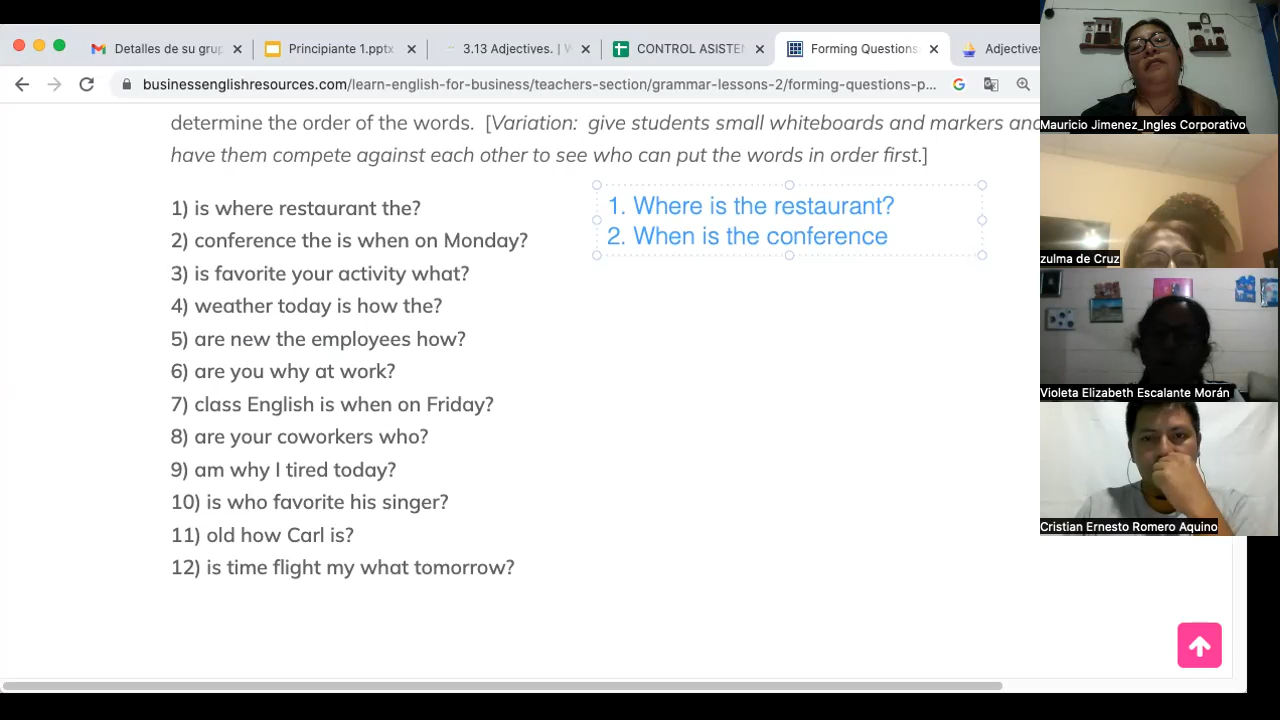 Detalles de su gru
Principiante 1.pptx
3.13 Adjectives. |
CONTROL ASISTEN
Forming Questions
Adjectives
businessenglishresources.com/learn-english-for-business/teachers-section/grammar-lessons-2/forming-questions-p...
determine the order of the words. [Variation: give students small whiteboards and markers and
have them compete against each other to see who can put the words in order first.]
1) is where restaurant the?
2) conference the is when on Monday?
3) is favorite your activity what?
4) weather today is how the?
5) are new the employees how?
6) are you why at work?
7) class English is when on Friday?
8) are your coworkers who?
9) am why I tired today?
10) is who favorite his singer?
11) old how Carl is?
12) is time flight my what tomorrow?
1. Where is the restaurant?
2. When is the conference
Mauricio Jimenez_Ingles Corporativo
zulma de Cruz
Violeta Elizabeth Escalante Morán
Cristian Ernesto Romero Aquino